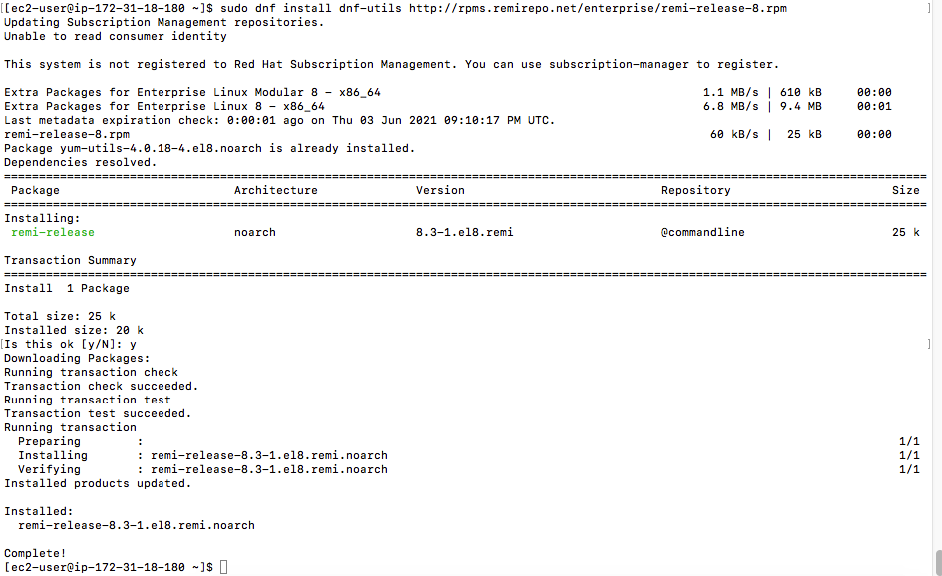 [[ec2-user@ip-172-31-18-180 ~]$ sudo dnf install dnf-utils http://rpms.remirepo.net/enterprise/remi-release-8.rpm ]
Updating Subscription Management repositories.
Unable to read consumer identity
This system is not registered to Red Hat Subscription Management. You can use subscription-manager to register.
Extra Packages for Enterprise Linux Modular 8 - x86_64 1.1 MB/s | 610 kB 00:00
Extra Packages for Enterprise Linux 8 - x86_64 6.8 MB/s | 9.4 MB 00:01
Last metadata expiration check: 0:00:01 ago on Thu 03 Jun 2021 09:10:17 PM UTC.
remi-release-8.rpm 60 kB/s | 25 kB 00:00
Package yum-utils-4.0.18-4.el8.noarch is already installed.
Dependencies resolved.
================================================================================
Package Architecture Version Repository Size
================================================================================
Installing:
remi-release noarch 8.3-1.el8.remi @commandline 25 k
Transaction Summary
================================================================================
Install 1 Package
Total size: 25 k
Installed size: 20 k
[Is this ok [y/N]: y ]
Downloading Packages:
Running transaction check
Transaction check succeeded.
Running transaction test
Transaction test succeeded.
Running transaction
Preparing : 1/1
Installing : remi-release-8.3-1.el8.remi.noarch 1/1
Verifying : remi-release-8.3-1.el8.remi.noarch 1/1
Installed products updated.
Installed:
remi-release-8.3-1.el8.remi.noarch
Complete!
[ec2-user@ip-172-31-18-180 ~]$